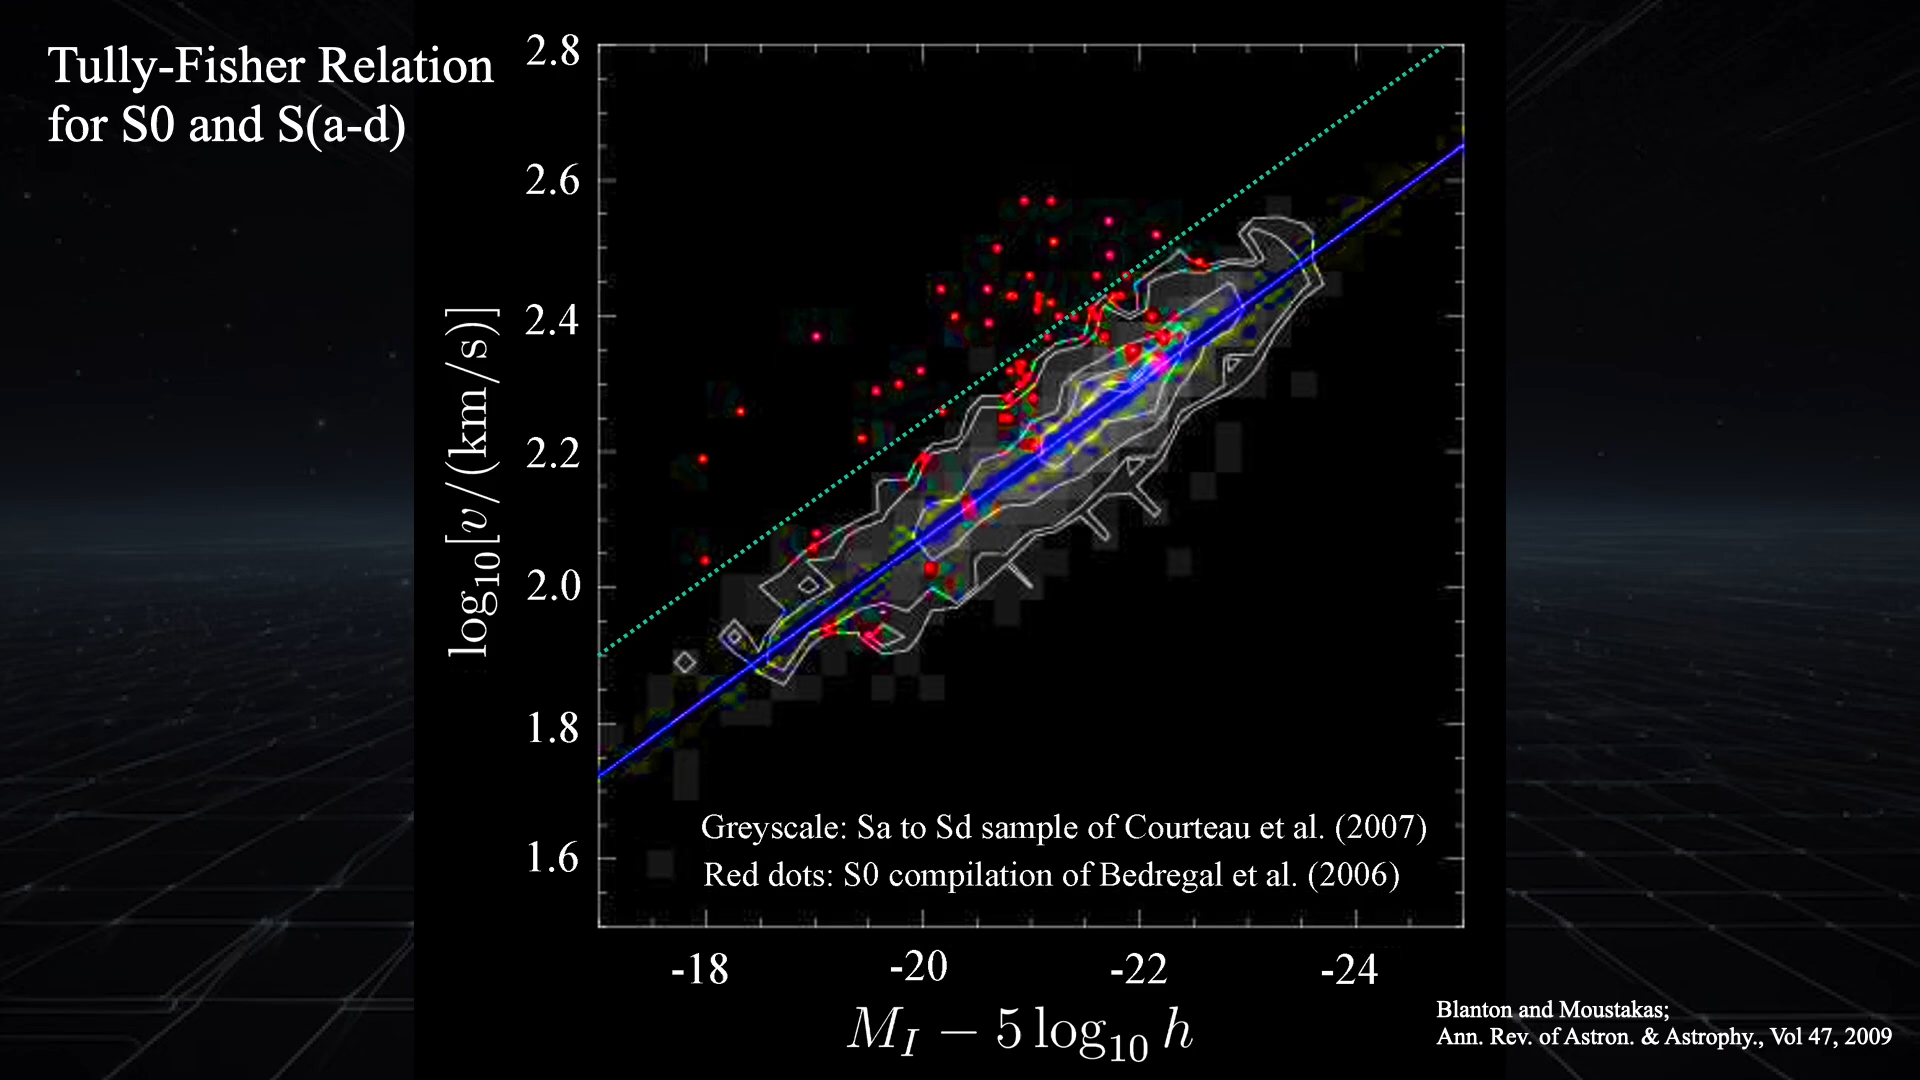 Tully-Fisher Relation
for S0 and S(a-d)
2.8
2.6
2.4
2.2
2.0
1.8
1.6
log₁₀[v/(km/s)]
Greyscale: Sa to Sd sample of Courteau et al. (2007)
Red dots: S0 compilation of Bedregal et al. (2006)
-18 -20 -22 -24
M_I − 5 log₁₀ h
Blanton and Moustakas;
Ann. Rev. of Astron. & Astrophy., Vol 47, 2009